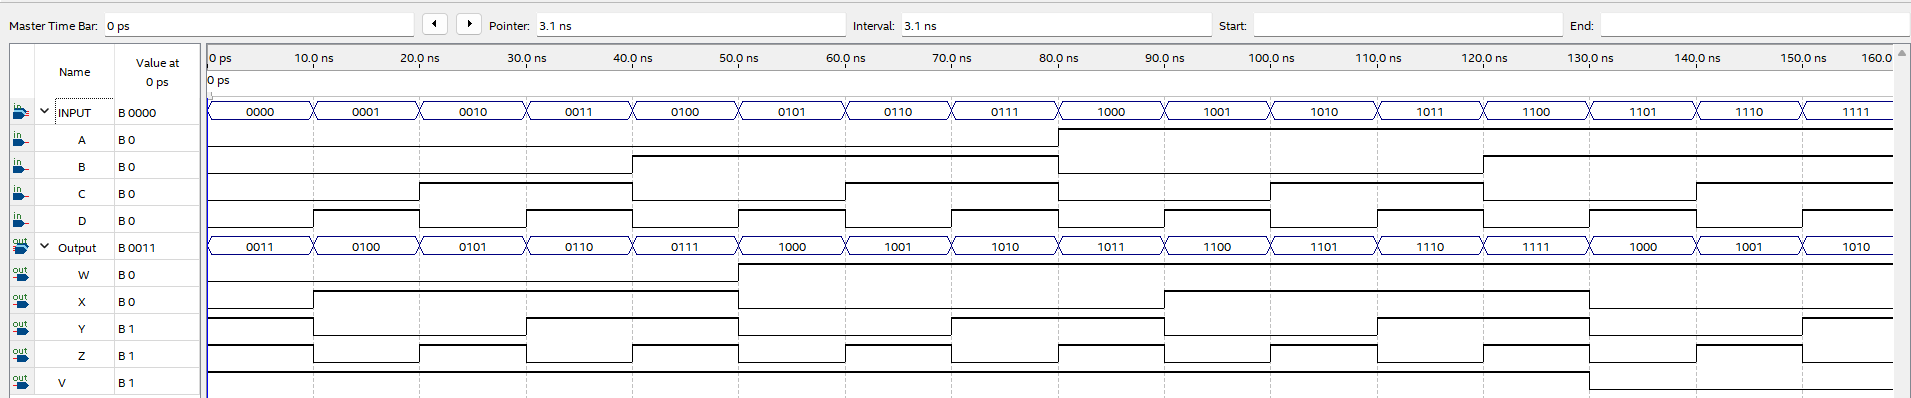 Master Time Bar: 0 ps Pointer: 3.1 ns Interval: 3.1 ns Start: End:
Name Value at 0 ps 0 ps 10.0 ns 20.0 ns 30.0 ns 40.0 ns 50.0 ns 60.0 ns 70.0 ns 80.0 ns 90.0 ns 100.0 ns 110.0 ns 120.0 ns 130.0 ns 140.0 ns 150.0 ns 160.0
0 ps
in INPUT B 0000 0000 0001 0010 0011 0100 0101 0110 0111 1000 1001 1010 1011 1100 1101 1110 1111
in A B 0
in B B 0
in C B 0
in D B 0
out Output B 0011 0011 0100 0101 0110 0111 1000 1001 1010 1011 1100 1101 1110 1111 1000 1001 1010
out W B 0
out X B 0
out Y B 1
out Z B 1
out V B 1